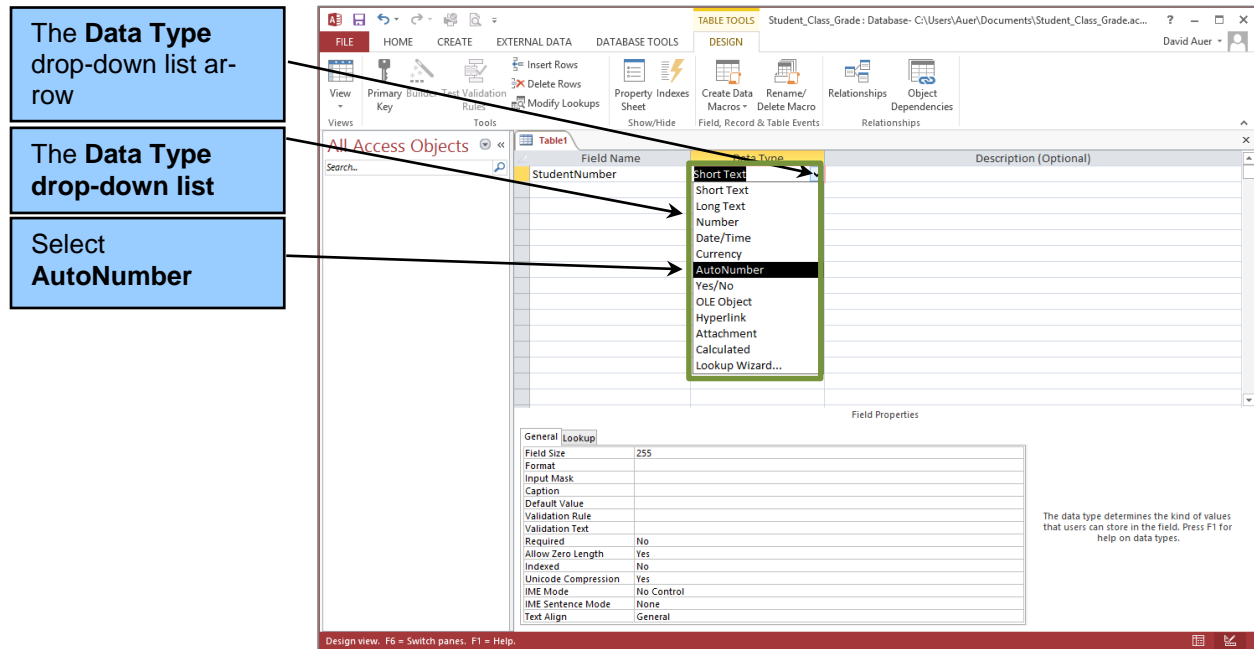 The Data Type
drop-down list ar-
row
The Data Type
drop-down list
Select
AutoNumber
TABLE TOOLS Student_Class_Grade : Database- C:\Users\Auer\Documents\Student_Class_Grade.ac... ?
FILE HOME CREATE EXTERNAL DATA DATABASE TOOLS DESIGN David Auer
View Primary Key Builder Test Validation Rules
Insert Rows
Delete Rows
Modify Lookups
Property Sheet Indexes Create Data Macros Rename/ Delete Macro Relationships Object Dependencies
Views Tools Show/Hide Field, Record & Table Events Relationships
All Access Objects «
Search...
Table1
Field Name Data Type Description (Optional)
StudentNumber Short Text
Short Text
Long Text
Number
Date/Time
Currency
AutoNumber
Yes/No
OLE Object
Hyperlink
Attachment
Calculated
Lookup Wizard...
Field Properties
General Lookup
Field Size 255
Format
Input Mask
Caption
Default Value
Validation Rule
Validation Text
Required No
Allow Zero Length Yes
Indexed No
Unicode Compression Yes
IME Mode No Control
IME Sentence Mode None
Text Align General
The data type determines the kind of values
that users can store in the field. Press F1 for
help on data types.
Design view. F6 = Switch panes. F1 = Help.